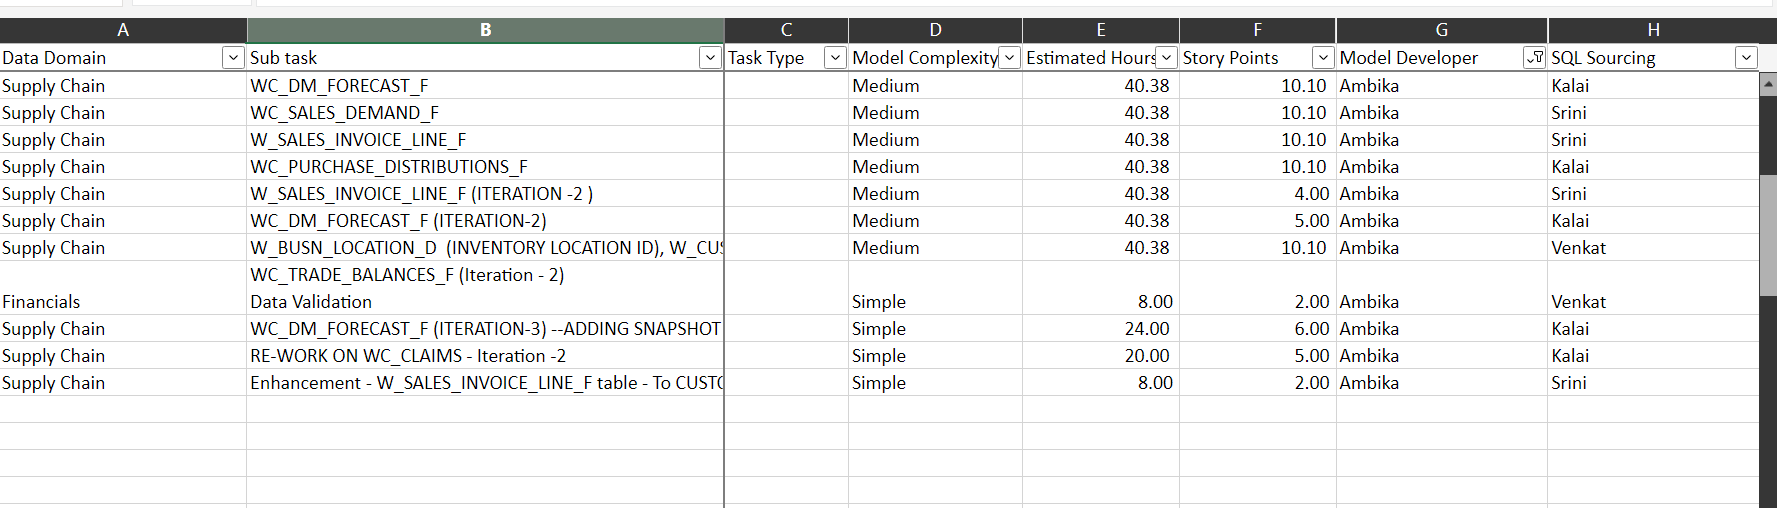 A B C D E F G H
Data Domain Sub task Task Type Model Complexity Estimated Hours Story Points Model Developer SQL Sourcing
Supply Chain WC_DM_FORECAST_F Medium 40.38 10.10 Ambika Kalai
Supply Chain WC_SALES_DEMAND_F Medium 40.38 10.10 Ambika Srini
Supply Chain W_SALES_INVOICE_LINE_F Medium 40.38 10.10 Ambika Srini
Supply Chain WC_PURCHASE_DISTRIBUTIONS_F Medium 40.38 10.10 Ambika Kalai
Supply Chain W_SALES_INVOICE_LINE_F (ITERATION -2 ) Medium 40.38 4.00 Ambika Srini
Supply Chain WC_DM_FORECAST_F (ITERATION-2) Medium 40.38 5.00 Ambika Kalai
Supply Chain W_BUSN_LOCATION_D (INVENTORY LOCATION ID), W_CUS Medium 40.38 10.10 Ambika Venkat
WC_TRADE_BALANCES_F (Iteration - 2)
Financials Data Validation Simple 8.00 2.00 Ambika Venkat
Supply Chain WC_DM_FORECAST_F (ITERATION-3) --ADDING SNAPSHOT Simple 24.00 6.00 Ambika Kalai
Supply Chain RE-WORK ON WC_CLAIMS - Iteration -2 Simple 20.00 5.00 Ambika Kalai
Supply Chain Enhancement - W_SALES_INVOICE_LINE_F table - To CUSTO Simple 8.00 2.00 Ambika Srini